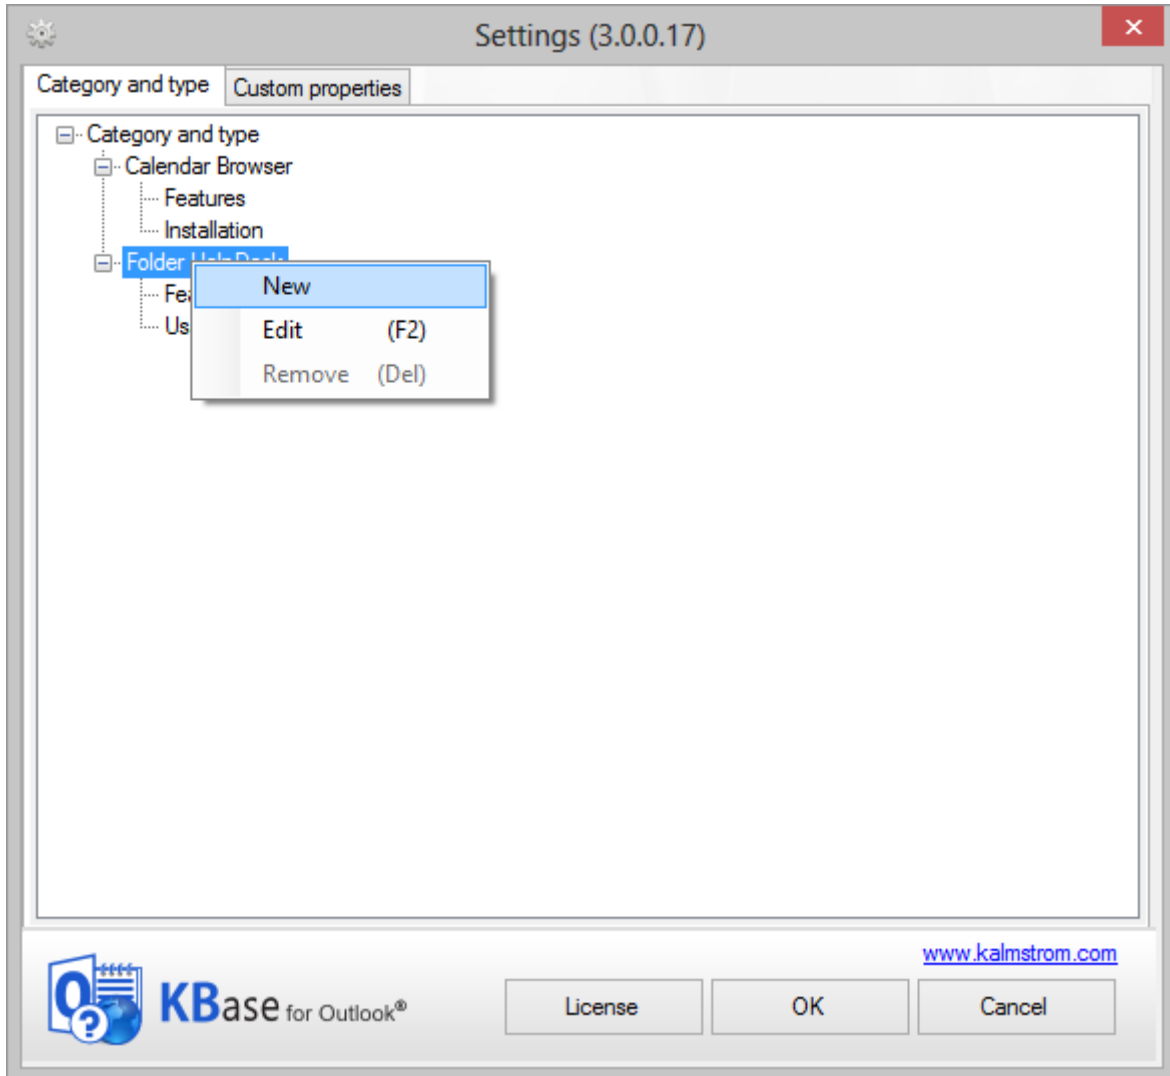 Settings (3.0.0.17)
Category and type
Custom properties
Category and type
Calendar Browser
Features
Installation
Folder
New
Edit (F2)
Remove (Del)
www.kalmstrom.com
KBase for Outlook®
License
OK
Cancel